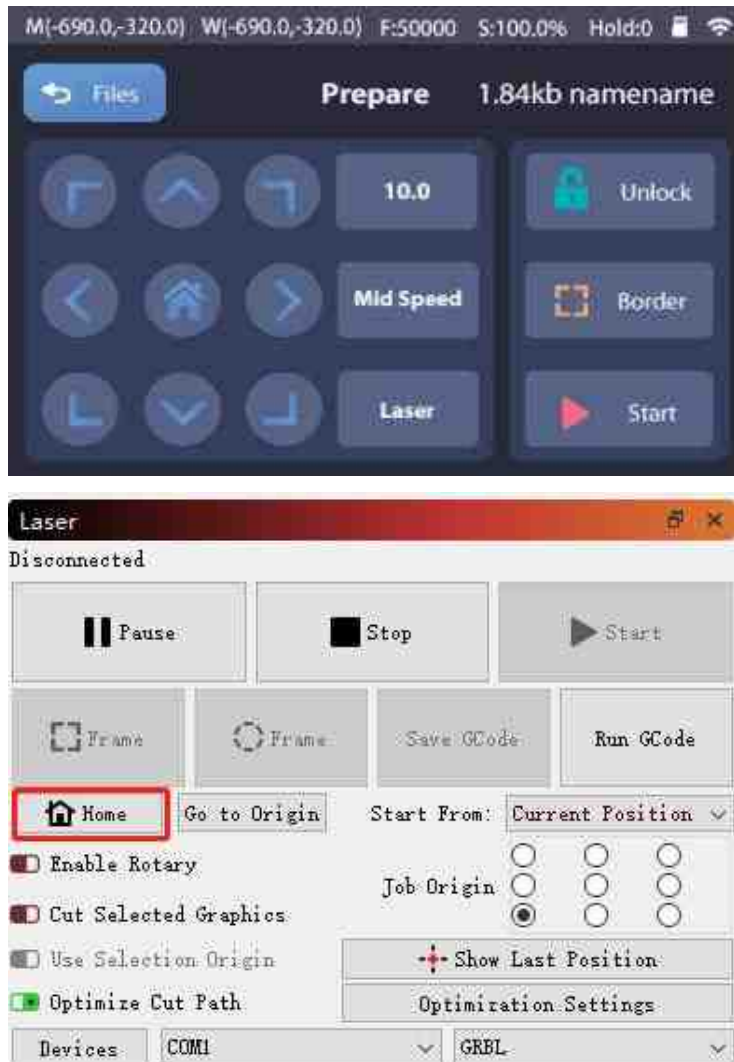 M(-690.0,-320.0) W(-690.0,-320.0) F:50000 S:100.0% Hold:0
Files Prepare 1.84kb namename
10.0 Unlock
Mid Speed Border
Laser Start
Laser
Disconnected
Pause Stop Start
Frame Frame Save GCode Run GCode
Home Go to Origin Start From: Current Position
Enable Rotary
Job Origin
Cut Selected Graphics
Use Selection Origin Show Last Position
Optimize Cut Path Optimization Settings
Devices COM1 GRBL